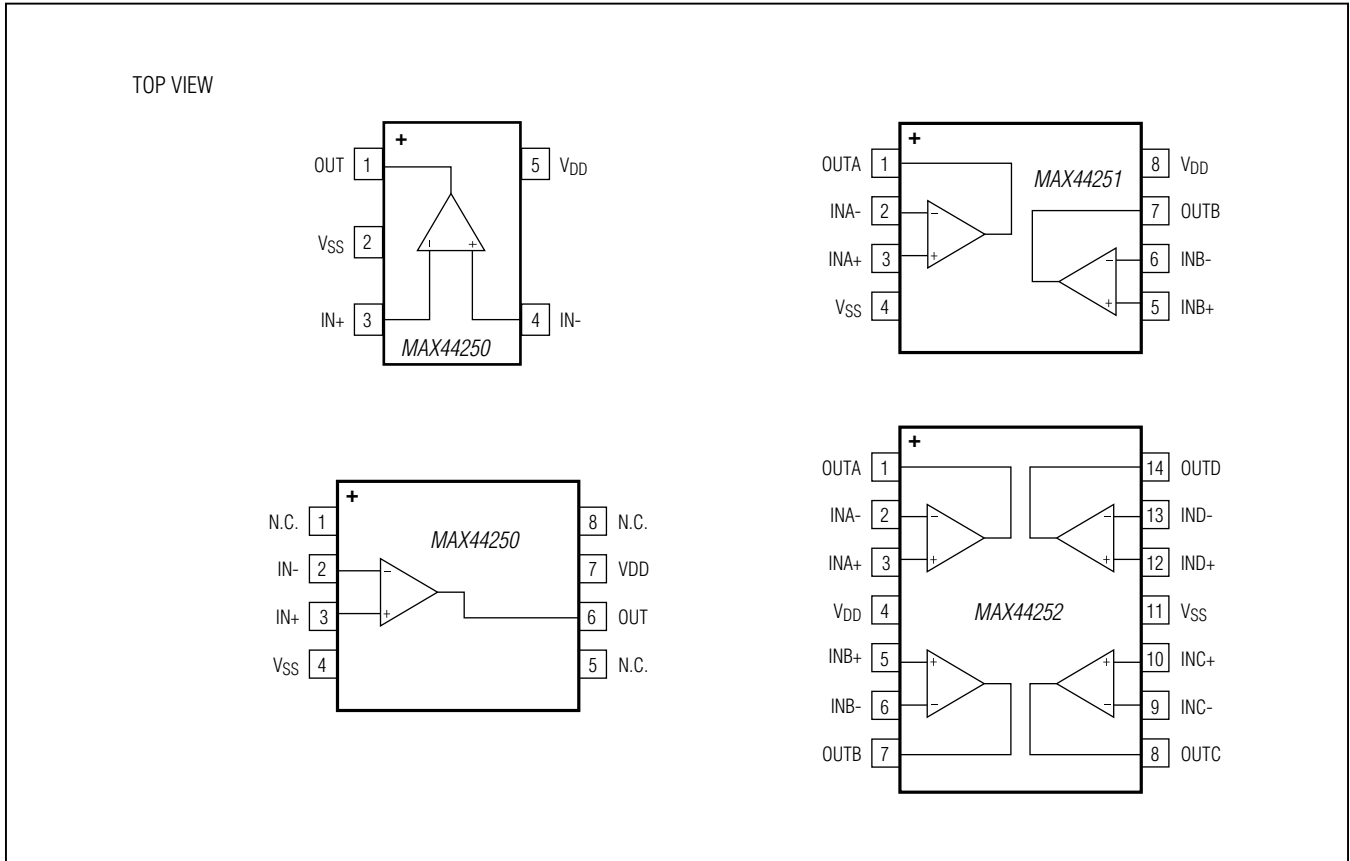 TOP VIEW
+
OUT 1
5 VDD
VSS 2
− +
IN+ 3
4 IN-
MAX44250
+
OUTA 1
8 VDD
MAX44251
INA- 2 −
7 OUTB
INA+ 3 +
− 6 INB-
VSS 4
+ 5 INB+
+
N.C. 1
8 N.C.
MAX44250
IN- 2 −
7 VDD
IN+ 3 +
6 OUT
VSS 4
5 N.C.
+
OUTA 1
14 OUTD
INA- 2 −
− 13 IND-
INA+ 3 +
+ 12 IND+
VDD 4
MAX44252
11 VSS
INB+ 5 +
+ 10 INC+
INB- 6 −
− 9 INC-
OUTB 7
8 OUTC